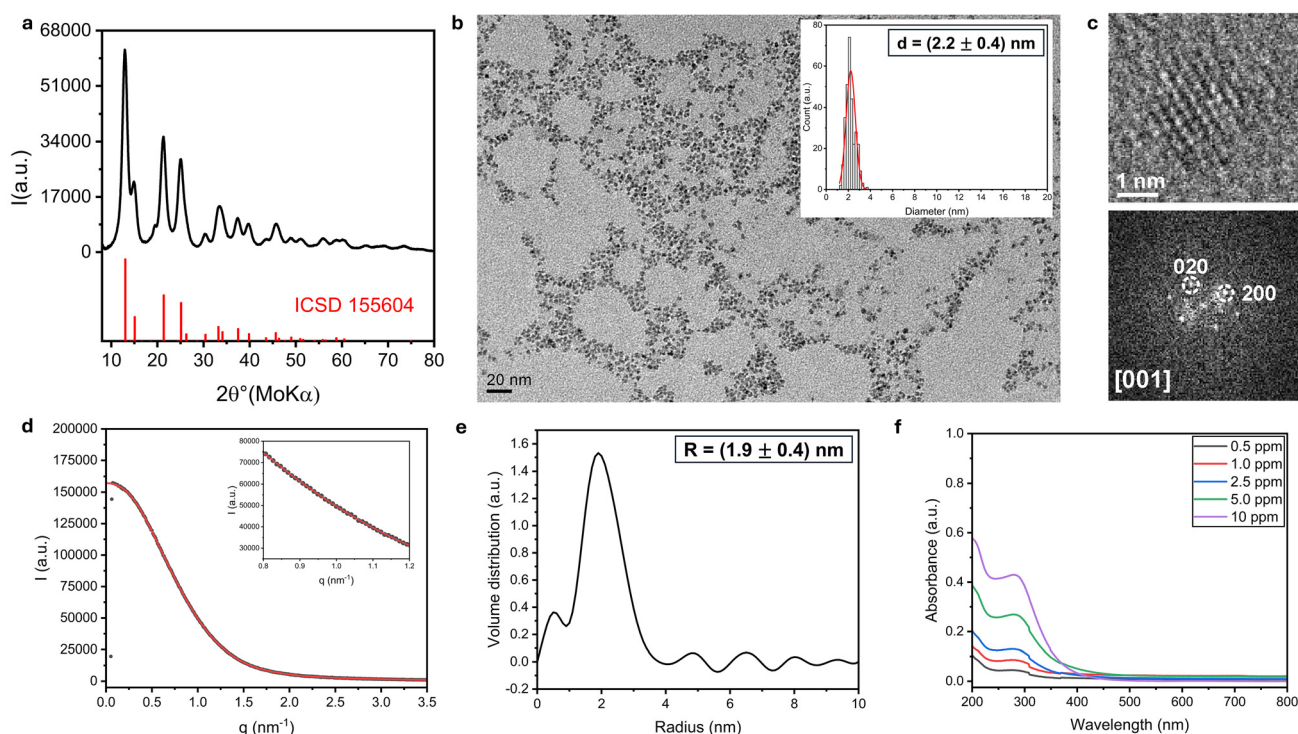 a
68000
51000
34000
17000
0
I(a.u.)
ICSD 155604
10 20 30 40 50 60 70 80
2θ°(MoKα)
b
d = (2.2 ± 0.4) nm
80
60
40
20
0
Count (a.u.)
0 2 4 6 8 10 12 14 16 18 20
Diameter (nm)
20 nm
c
1 nm
020
200
[001]
d
200000
175000
150000
125000
100000
75000
50000
25000
0
I (a.u.)
0.0 0.5 1.0 1.5 2.0 2.5 3.0 3.5
q (nm⁻¹)
80000
70000
60000
50000
40000
30000
I (a.u.)
0.8 0.9 1.0 1.1 1.2
q (nm⁻¹)
e
R = (1.9 ± 0.4) nm
1.6
1.4
1.2
1.0
0.8
0.6
0.4
0.2
0.0
-0.2
Volume distribution (a.u.)
0 2 4 6 8 10
Radius (nm)
f
0.5 ppm
1.0 ppm
2.5 ppm
5.0 ppm
10 ppm
1.0
0.8
0.6
0.4
0.2
0.0
Absorbance (a.u.)
200 300 400 500 600 700 800
Wavelength (nm)